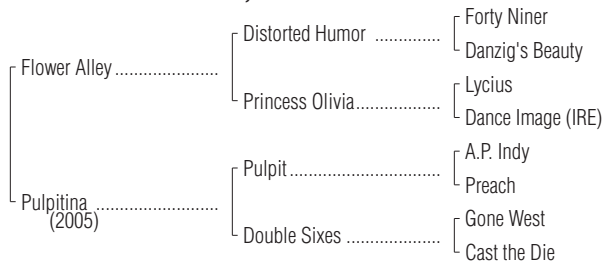 Forty Niner
Distorted Humor ..............
Danzig's Beauty
Flower Alley .....................
Lycius
Princess Olivia.................
Dance Image (IRE)
A.P. Indy
Pulpit..............................
Preach
Pulpitina .........................
(2005)
Gone West
Double Sixes ...................
Cast the Die